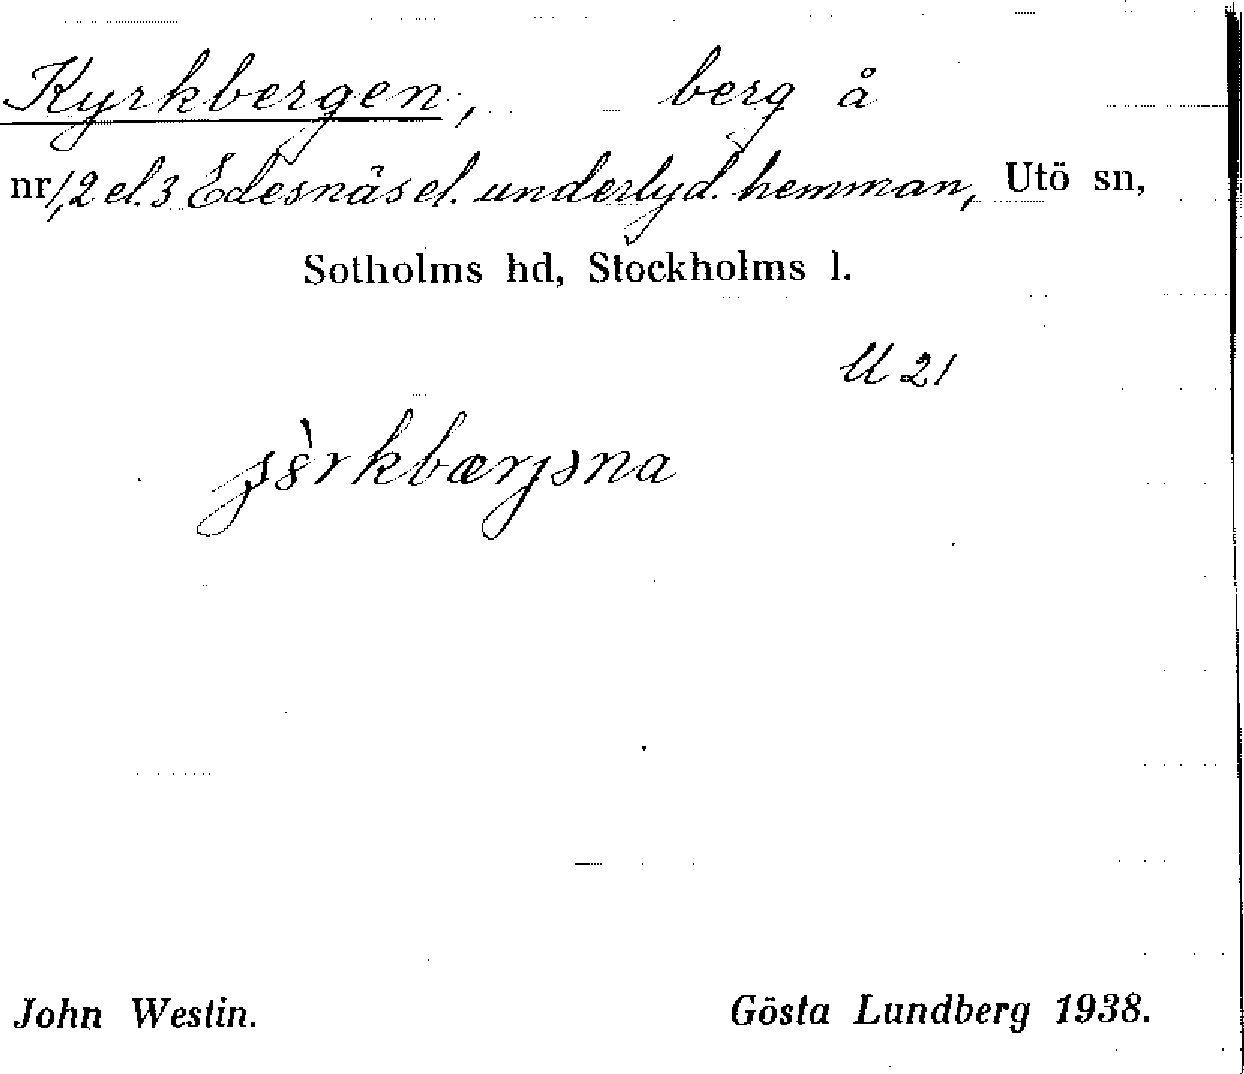 Kyrkbergen, berg å
nr 1, 2 el. 3 Edesnäs el. underlyd. hemman, Utö sn,
Sotholms hd, Stockholms l.
U 21
John Westin. Gösta Lundberg 1938.